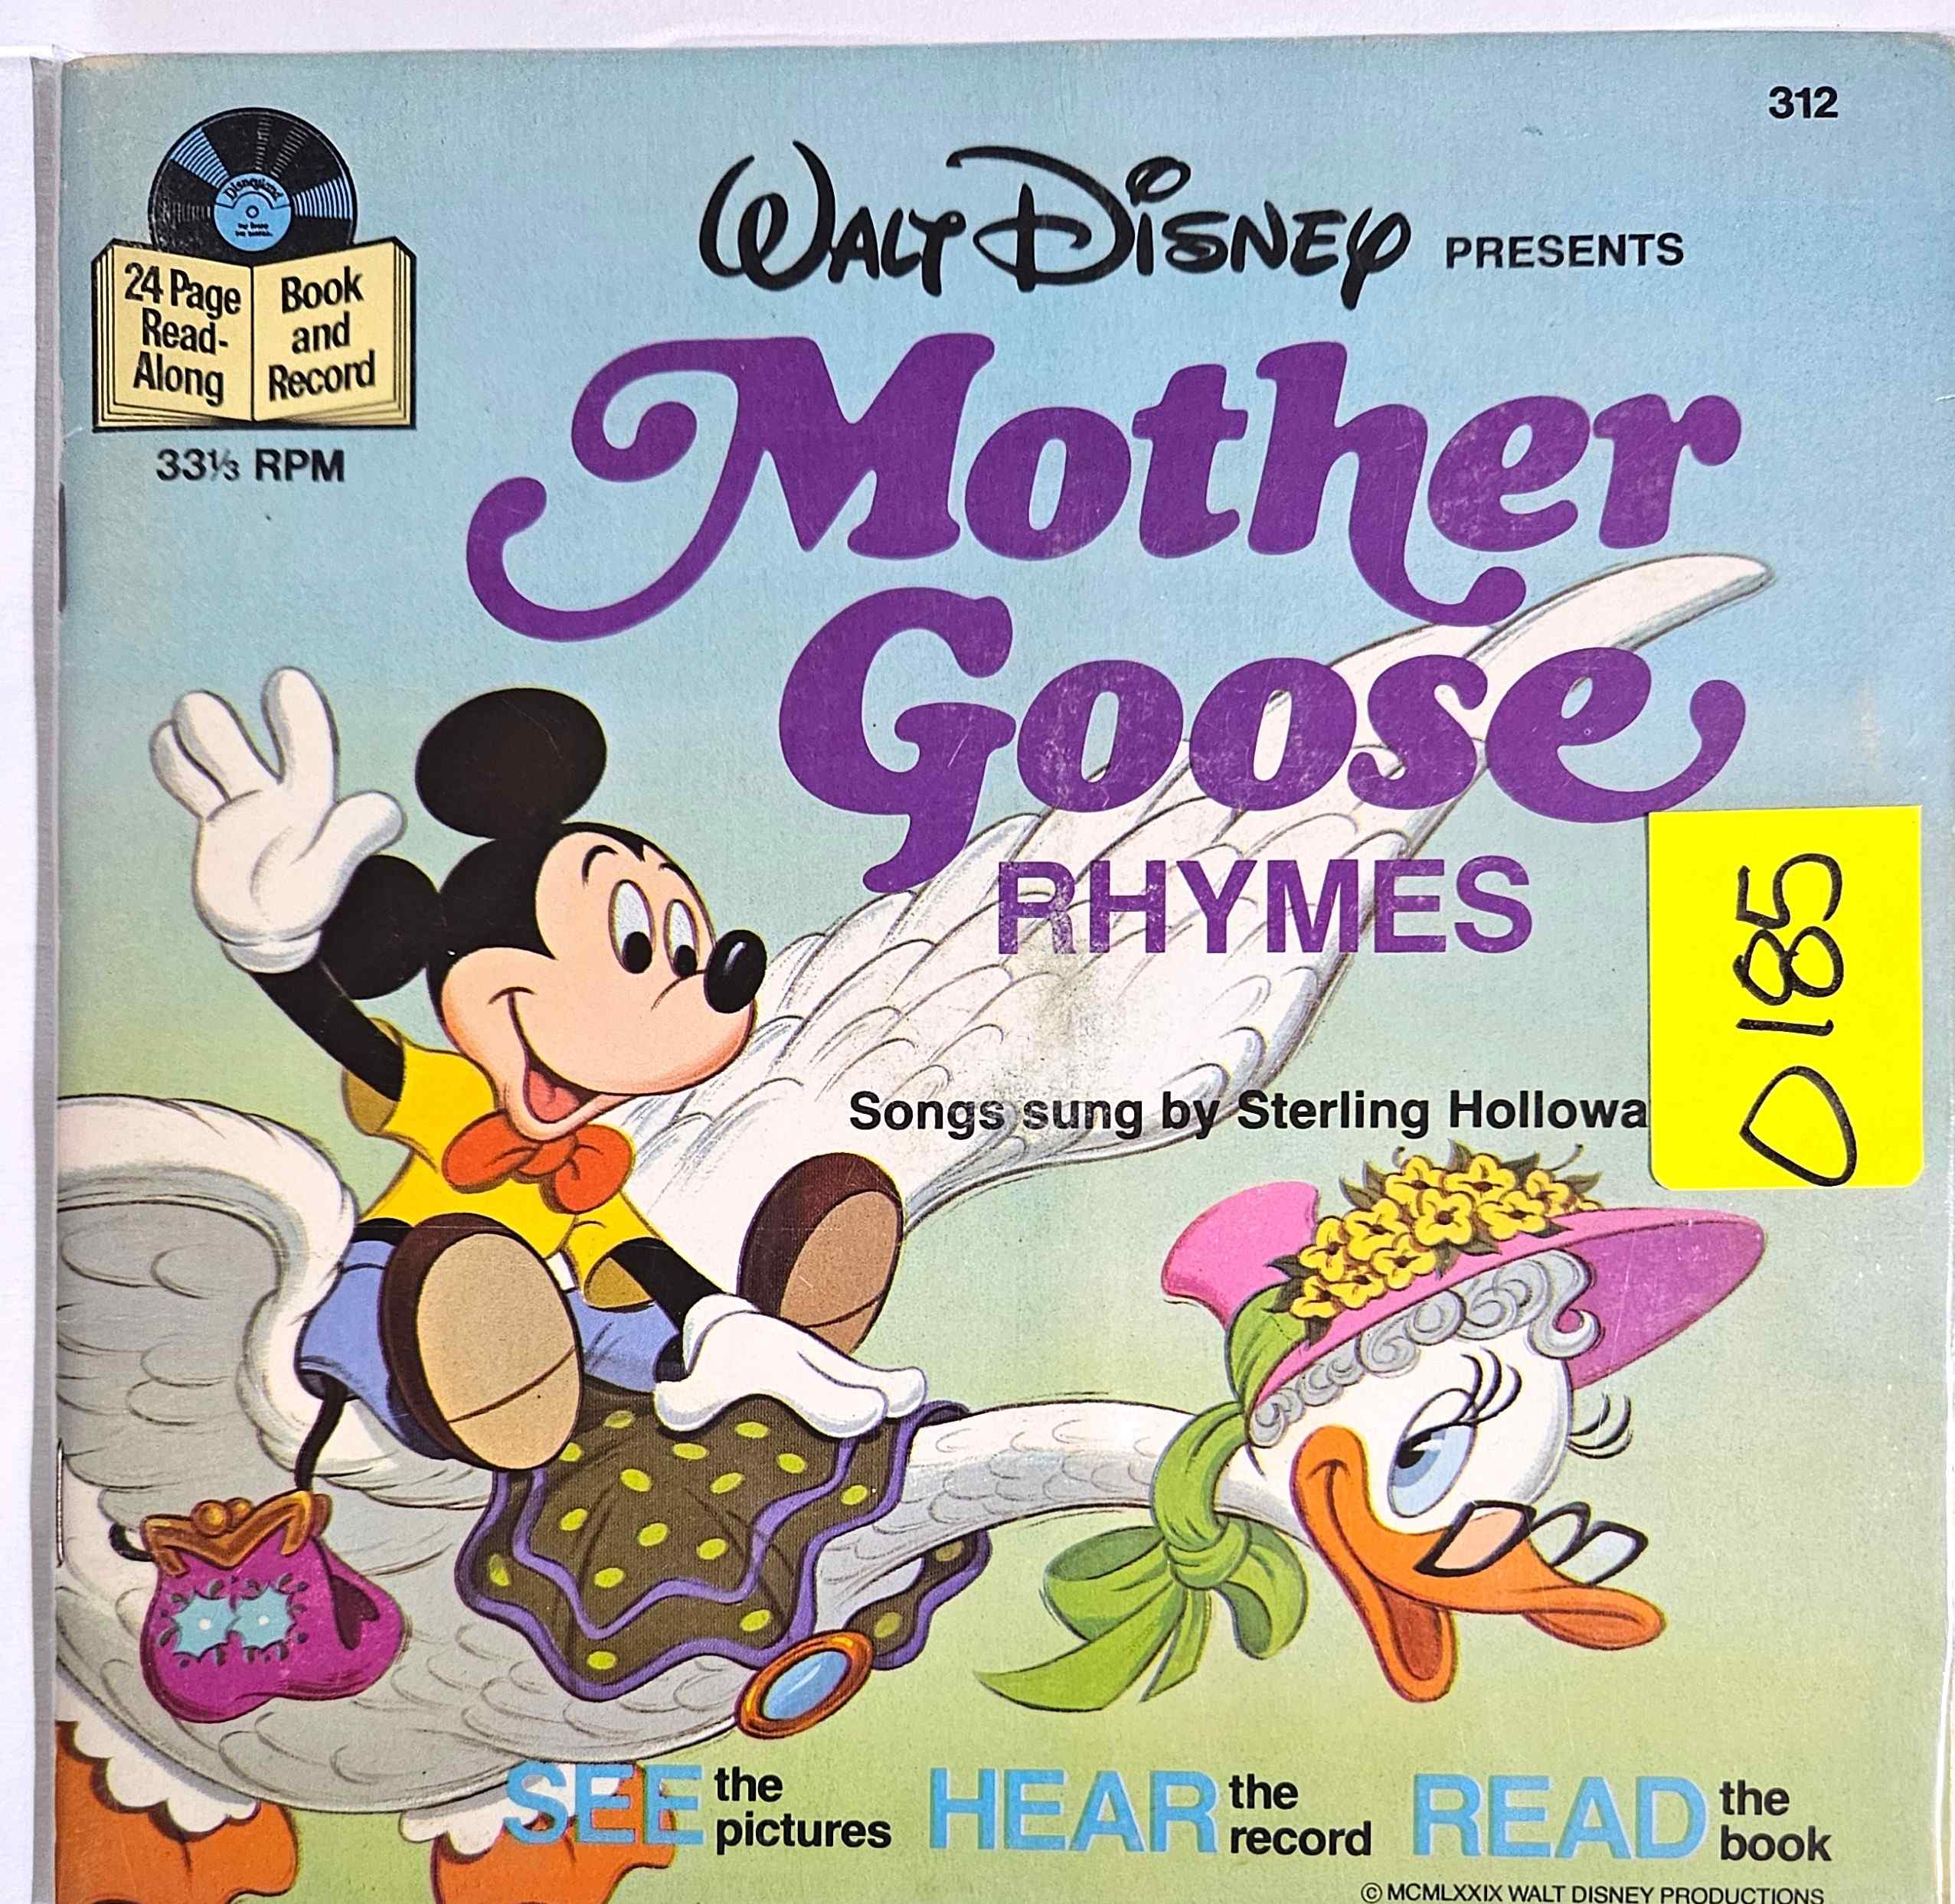 312
Disneyland
WALT DISNEY PRESENTS
24 Page
Read-
Along
Book
and
Record
33⅓ RPM
Mother
Goose
RHYMES
D185
Songs sung by Sterling Hollowa
SEE the pictures HEAR the record READ the book
© MCMLXXIX WALT DISNEY PRODUCTIONS